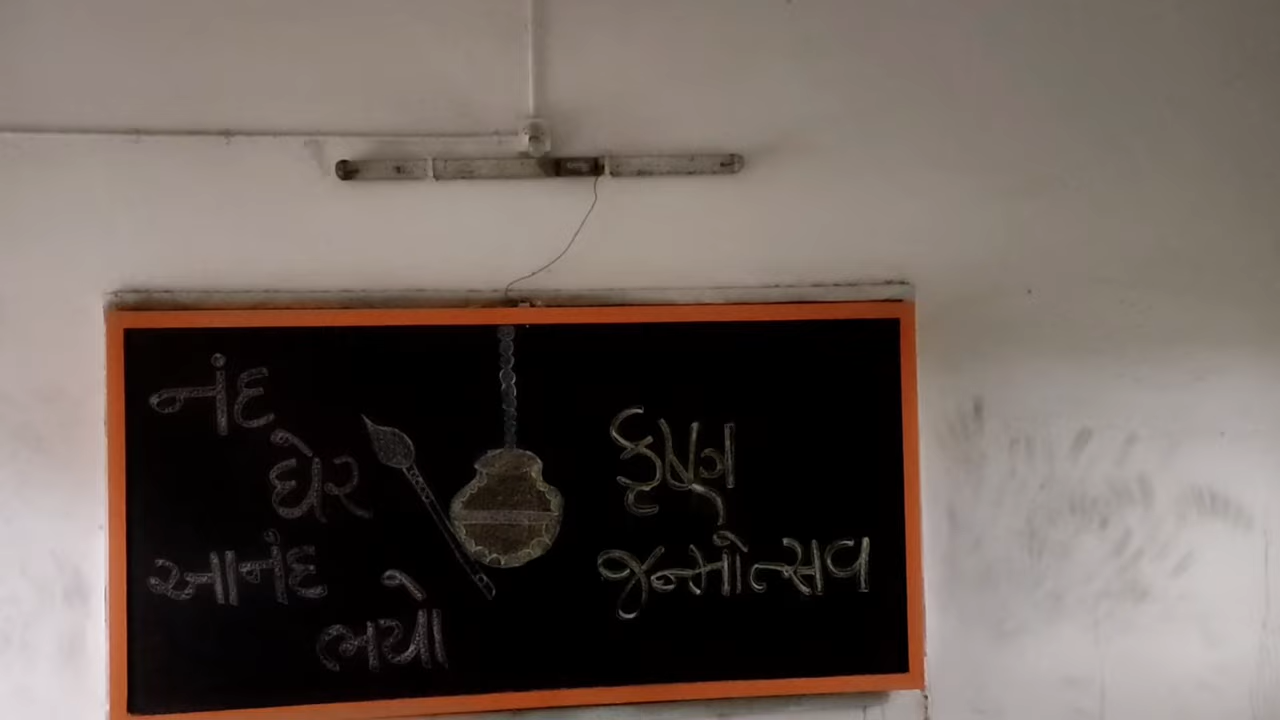 નંદ
ઘેર
આનંદ
ભયો
કૃષ્ણ
જન્મોત્સવ